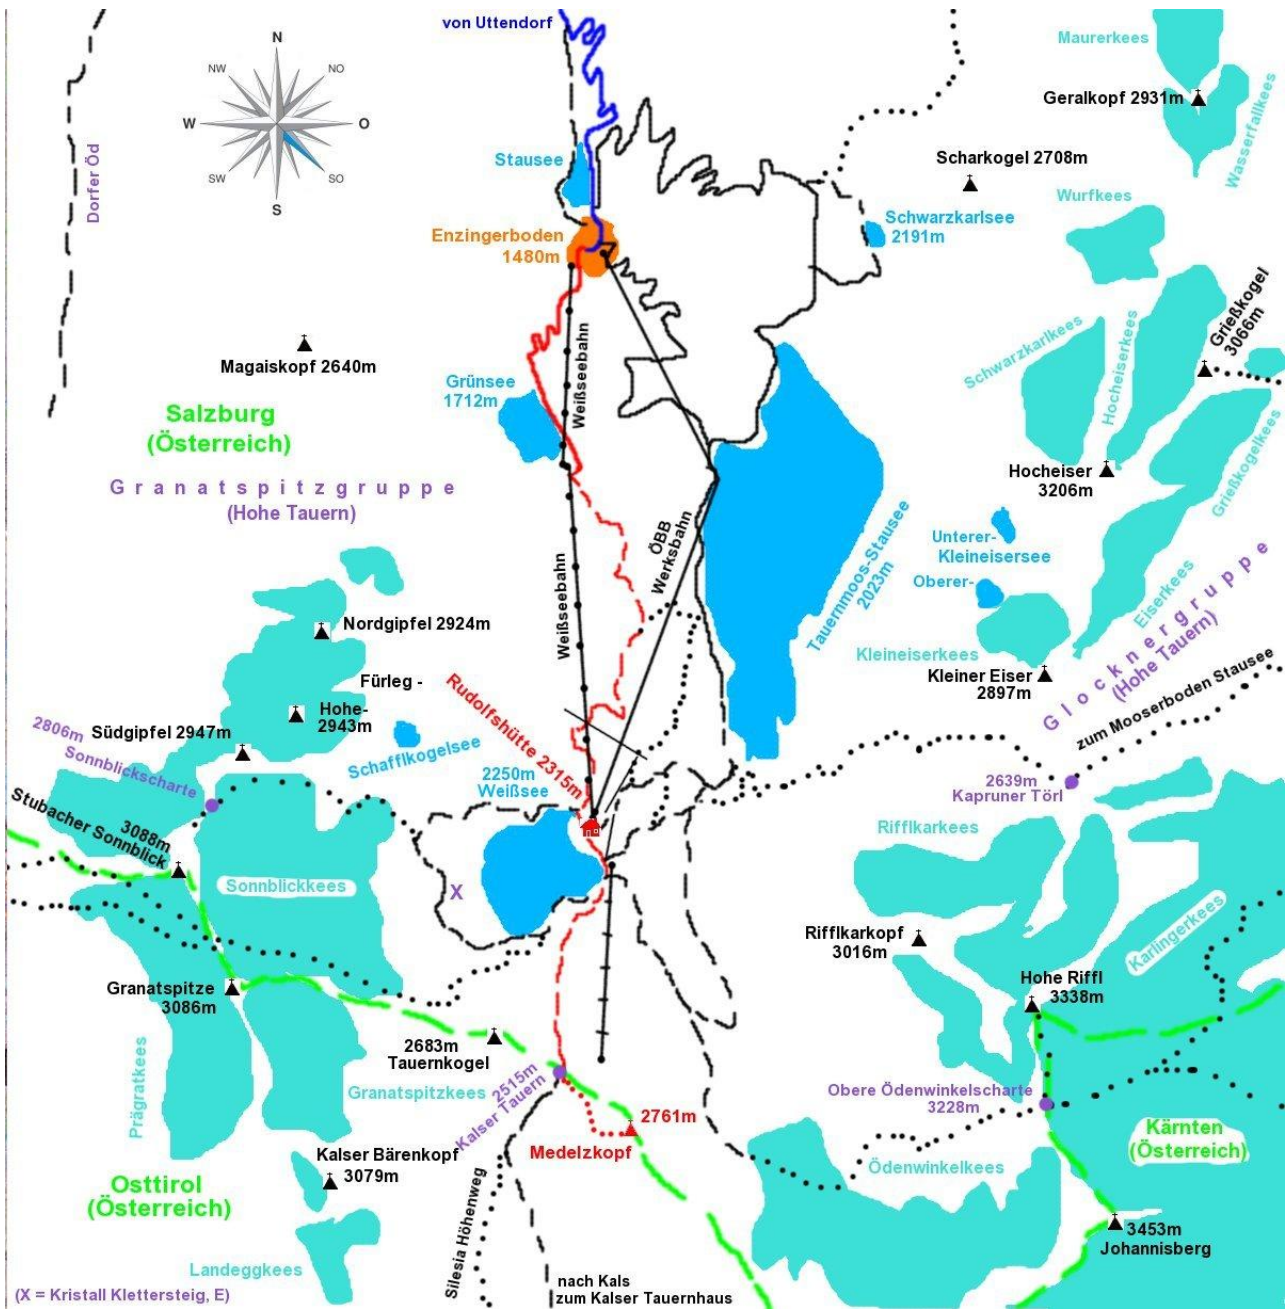 von Uttendorf
Maurerkees
Geralkopf 2931m
Wasserfallkees
N
NW
NO
W
O
SW
SO
S
Dorfer Öd
Stausee
Scharkogel 2708m
Wurfkees
Schwarzkarlsee
2191m
Enzingerboden
1480m
Grießkogel
3066m
Magaiskopf 2640m
Weißseebahn
Schwarzkarlkees
Hocheiserkees
Grünsee
1712m
Salzburg
(Österreich)
Grießkogelkees
Hocheiser
3206m
Granatspitzgruppe
(Hohe Tauern)
ÖBB
Werksbahn
Tauernmoos-Stausee
2023m
Unterer-
Kleineisersee
Oberer-
Eiserkees
Weißseebahn
Nordgipfel 2924m
Kleineiserkees
Kleiner Eiser
2897m
Glocknergruppe
(Hohe Tauern)
Fürleg -
Hohe-
2943m
Südgipfel 2947m
2806m
Sonnblickscharte
Schafflkogelsee
Rudolfshütte 2315m
zum Mooserboden Stausee
2250m
Weißsee
2639m
Kapruner Törl
Stubacher Sonnblick
3088m
Rifflkarkees
Sonnblickkees
X
Karlingerkees
Rifflkarkopf
3016m
Granatspitze
3086m
Hohe Riffl
3338m
2683m
Tauernkogel
Prägratkees
Granatspitzkees
2515m
Kalser Tauern
Obere Ödenwinkelscharte
3228m
2761m
Medelzkopf
Kärnten
(Österreich)
Kalser Bärenkopf
3079m
Ödenwinkelkees
Osttirol
(Österreich)
Silesia Höhenweg
3453m
Johannisberg
Landeggkees
nach Kals
zum Kalser Tauernhaus
(X = Kristall Klettersteig, E)